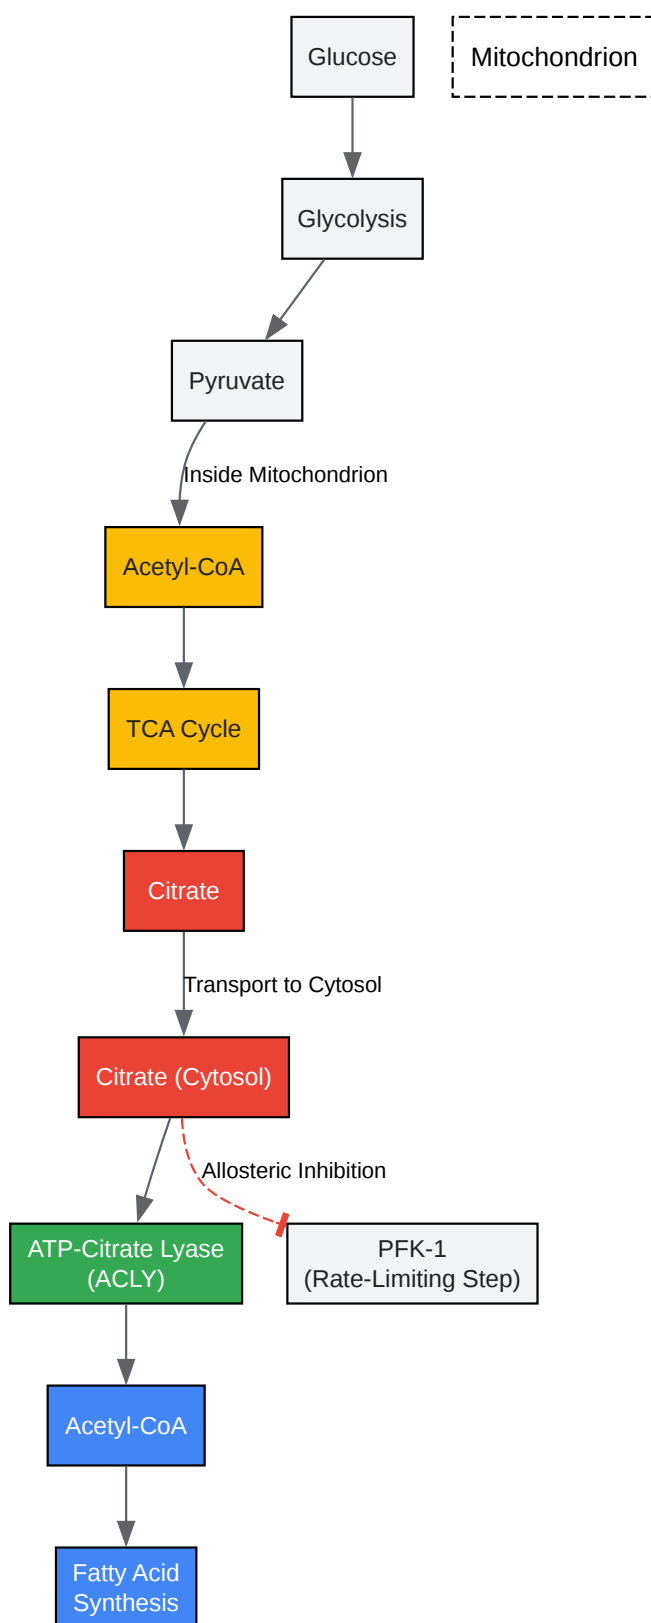 Glucose
Mitochondrion
Glycolysis
Pyruvate
Inside Mitochondrion
Acetyl-CoA
TCA Cycle
Citrate
Transport to Cytosol
Citrate (Cytosol)
Allosteric Inhibition
ATP-Citrate Lyase
(ACLY)
PFK-1
(Rate-Limiting Step)
Acetyl-CoA
Fatty Acid
Synthesis